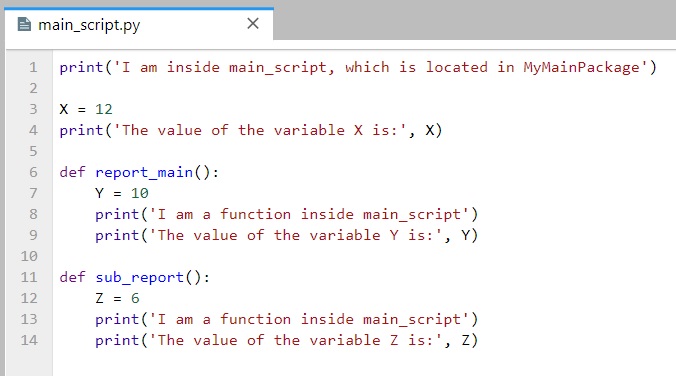 main_script.py
1 print('I am inside main_script, which is located in MyMainPackage')
2
3 X = 12
4 print('The value of the variable X is:', X)
5
6 def report_main():
7     Y = 10
8     print('I am a function inside main_script')
9     print('The value of the variable Y is:', Y)
10
11 def sub_report():
12     Z = 6
13     print('I am a function inside main_script')
14     print('The value of the variable Z is:', Z)